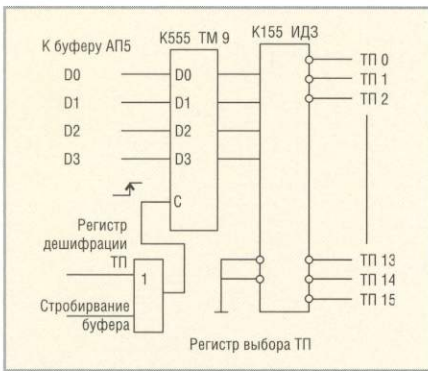 К буферу АП5
К555 ТМ 9
К155 ИД3
D0
D0
ТП 0
D1
D1
ТП 1
D2
D2
ТП 2
D3
D3
C
Регистр
дешифрации
ТП
1
Стробирвание
буфера
ТП 13
ТП 14
ТП 15
Регистр выбора ТП